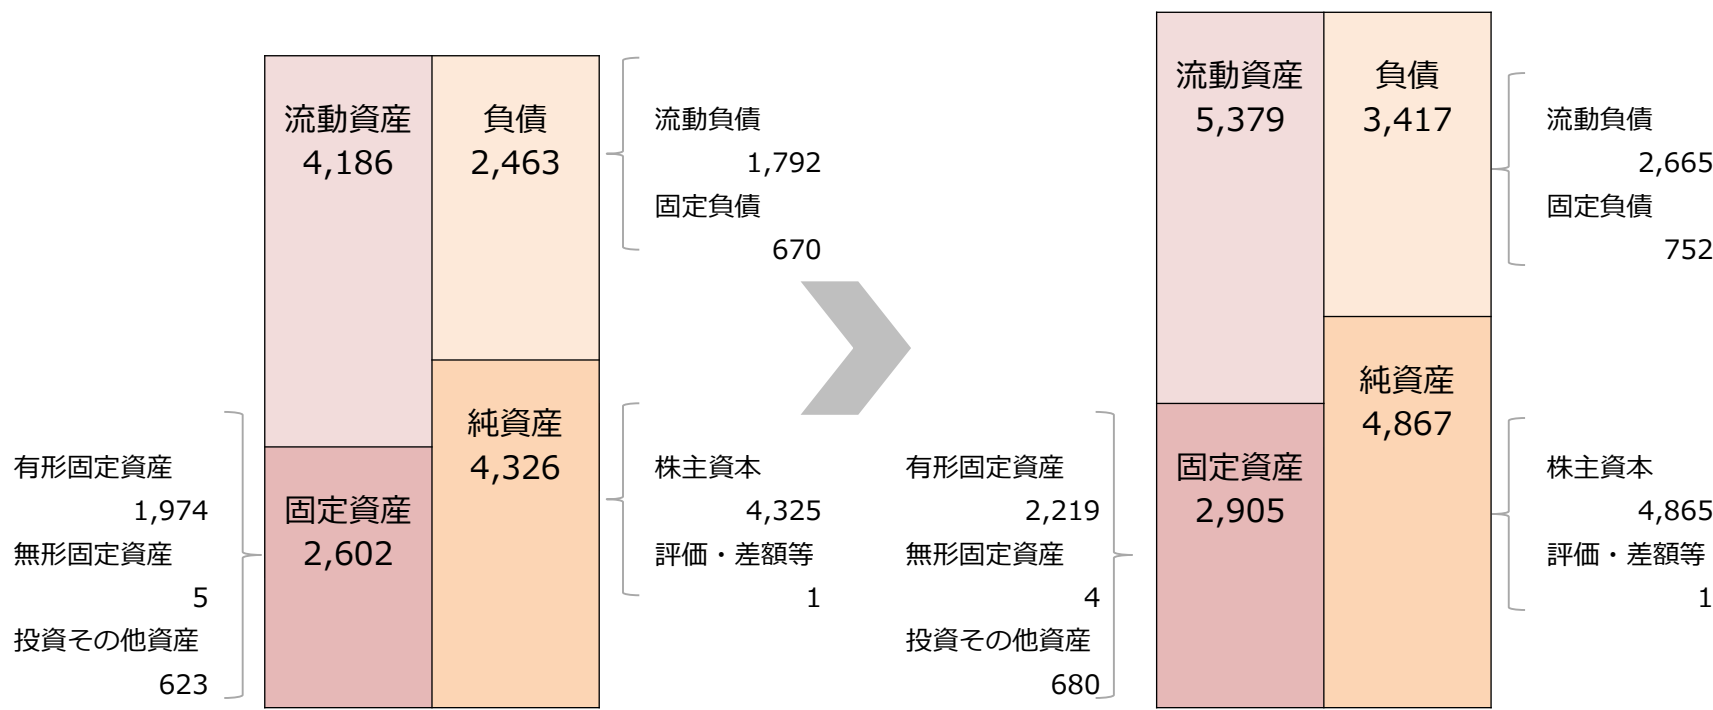 流動資産
4,186
負債
2,463
流動負債
1,792
固定負債
670
有形固定資産
1,974
無形固定資産
5
投資その他資産
623
固定資産
2,602
純資産
4,326
株主資本
4,325
評価・差額等
1
流動資産
5,379
負債
3,417
流動負債
2,665
固定負債
752
有形固定資産
2,219
無形固定資産
4
投資その他資産
680
固定資産
2,905
純資産
4,867
株主資本
4,865
評価・差額等
1